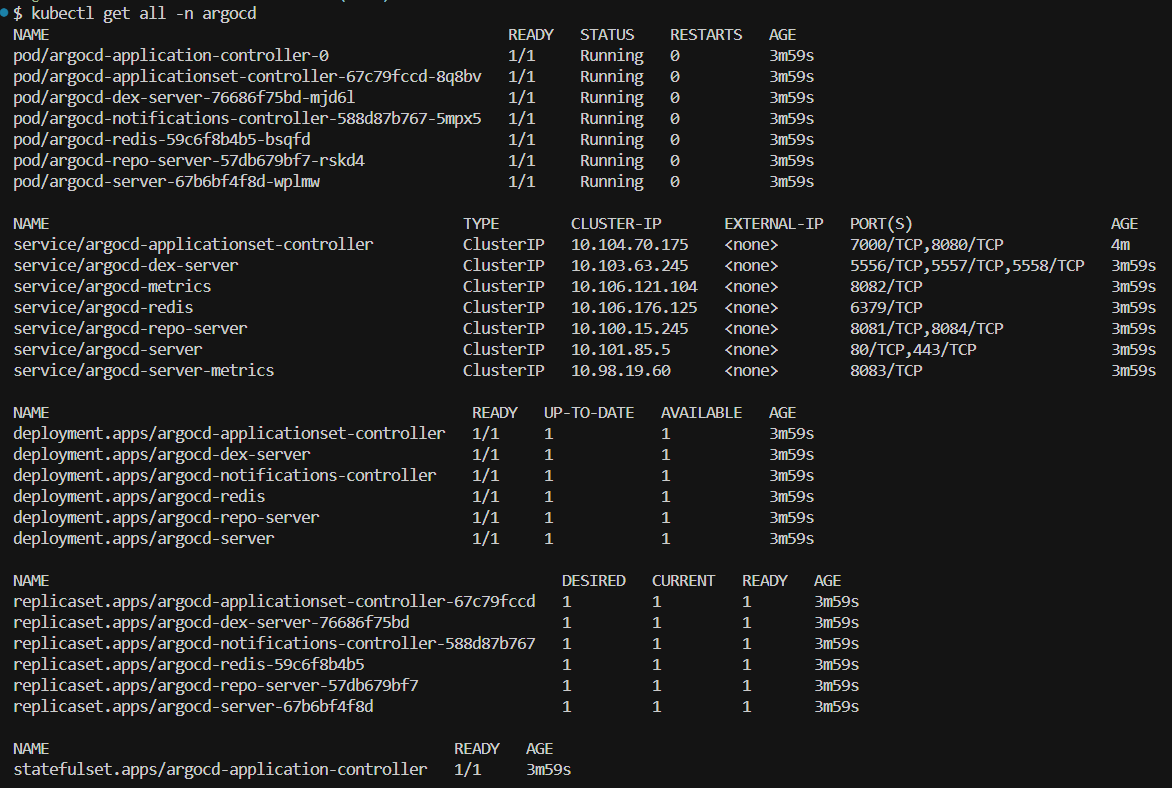 $ kubectl get all -n argocd
NAME READY STATUS RESTARTS AGE
pod/argocd-application-controller-0 1/1 Running 0 3m59s
pod/argocd-applicationset-controller-67c79fccd-8q8bv 1/1 Running 0 3m59s
pod/argocd-dex-server-76686f75bd-mjd6l 1/1 Running 0 3m59s
pod/argocd-notifications-controller-588d87b767-5mpx5 1/1 Running 0 3m59s
pod/argocd-redis-59c6f8b4b5-bsqfd 1/1 Running 0 3m59s
pod/argocd-repo-server-57db679bf7-rskd4 1/1 Running 0 3m59s
pod/argocd-server-67b6bf4f8d-wplmw 1/1 Running 0 3m59s
NAME TYPE CLUSTER-IP EXTERNAL-IP PORT(S) AGE
service/argocd-applicationset-controller ClusterIP 10.104.70.175 <none> 7000/TCP,8080/TCP 4m
service/argocd-dex-server ClusterIP 10.103.63.245 <none> 5556/TCP,5557/TCP,5558/TCP 3m59s
service/argocd-metrics ClusterIP 10.106.121.104 <none> 8082/TCP 3m59s
service/argocd-redis ClusterIP 10.106.176.125 <none> 6379/TCP 3m59s
service/argocd-repo-server ClusterIP 10.100.15.245 <none> 8081/TCP,8084/TCP 3m59s
service/argocd-server ClusterIP 10.101.85.5 <none> 80/TCP,443/TCP 3m59s
service/argocd-server-metrics ClusterIP 10.98.19.60 <none> 8083/TCP 3m59s
NAME READY UP-TO-DATE AVAILABLE AGE
deployment.apps/argocd-applicationset-controller 1/1 1 1 3m59s
deployment.apps/argocd-dex-server 1/1 1 1 3m59s
deployment.apps/argocd-notifications-controller 1/1 1 1 3m59s
deployment.apps/argocd-redis 1/1 1 1 3m59s
deployment.apps/argocd-repo-server 1/1 1 1 3m59s
deployment.apps/argocd-server 1/1 1 1 3m59s
NAME DESIRED CURRENT READY AGE
replicaset.apps/argocd-applicationset-controller-67c79fccd 1 1 1 3m59s
replicaset.apps/argocd-dex-server-76686f75bd 1 1 1 3m59s
replicaset.apps/argocd-notifications-controller-588d87b767 1 1 1 3m59s
replicaset.apps/argocd-redis-59c6f8b4b5 1 1 1 3m59s
replicaset.apps/argocd-repo-server-57db679bf7 1 1 1 3m59s
replicaset.apps/argocd-server-67b6bf4f8d 1 1 1 3m59s
NAME READY AGE
statefulset.apps/argocd-application-controller 1/1 3m59s